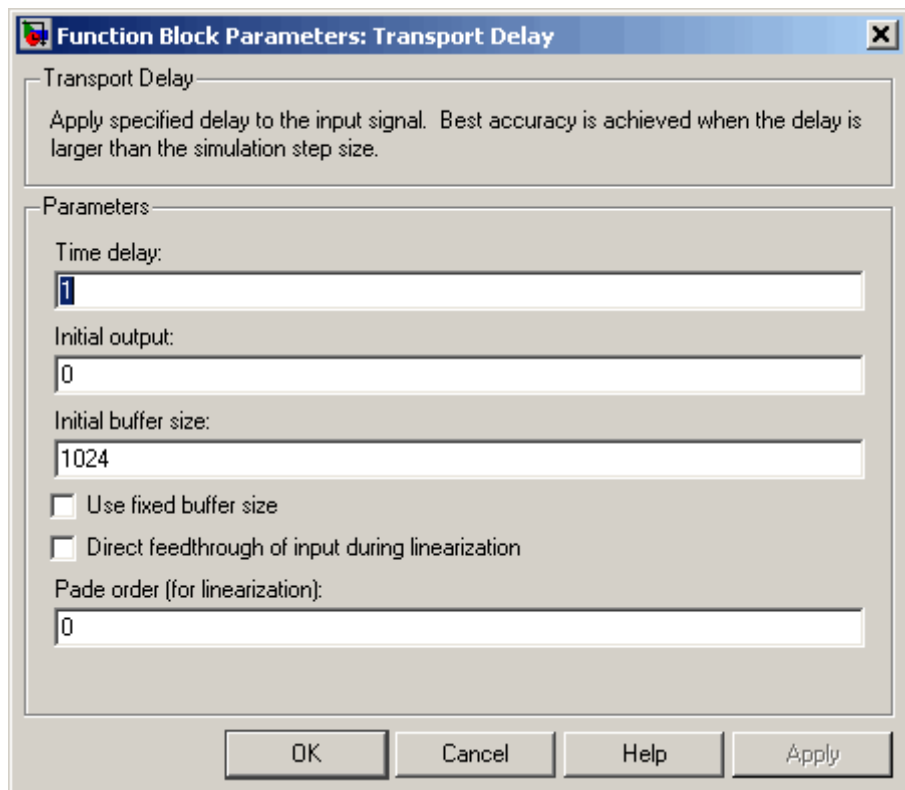 Function Block Parameters: Transport Delay
Transport Delay
Apply specified delay to the input signal.  Best accuracy is achieved when the delay is
larger than the simulation step size.
Parameters
Time delay:
1
Initial output:
0
Initial buffer size:
1024
Use fixed buffer size
Direct feedthrough of input during linearization
Pade order (for linearization):
0
OK Cancel Help Apply